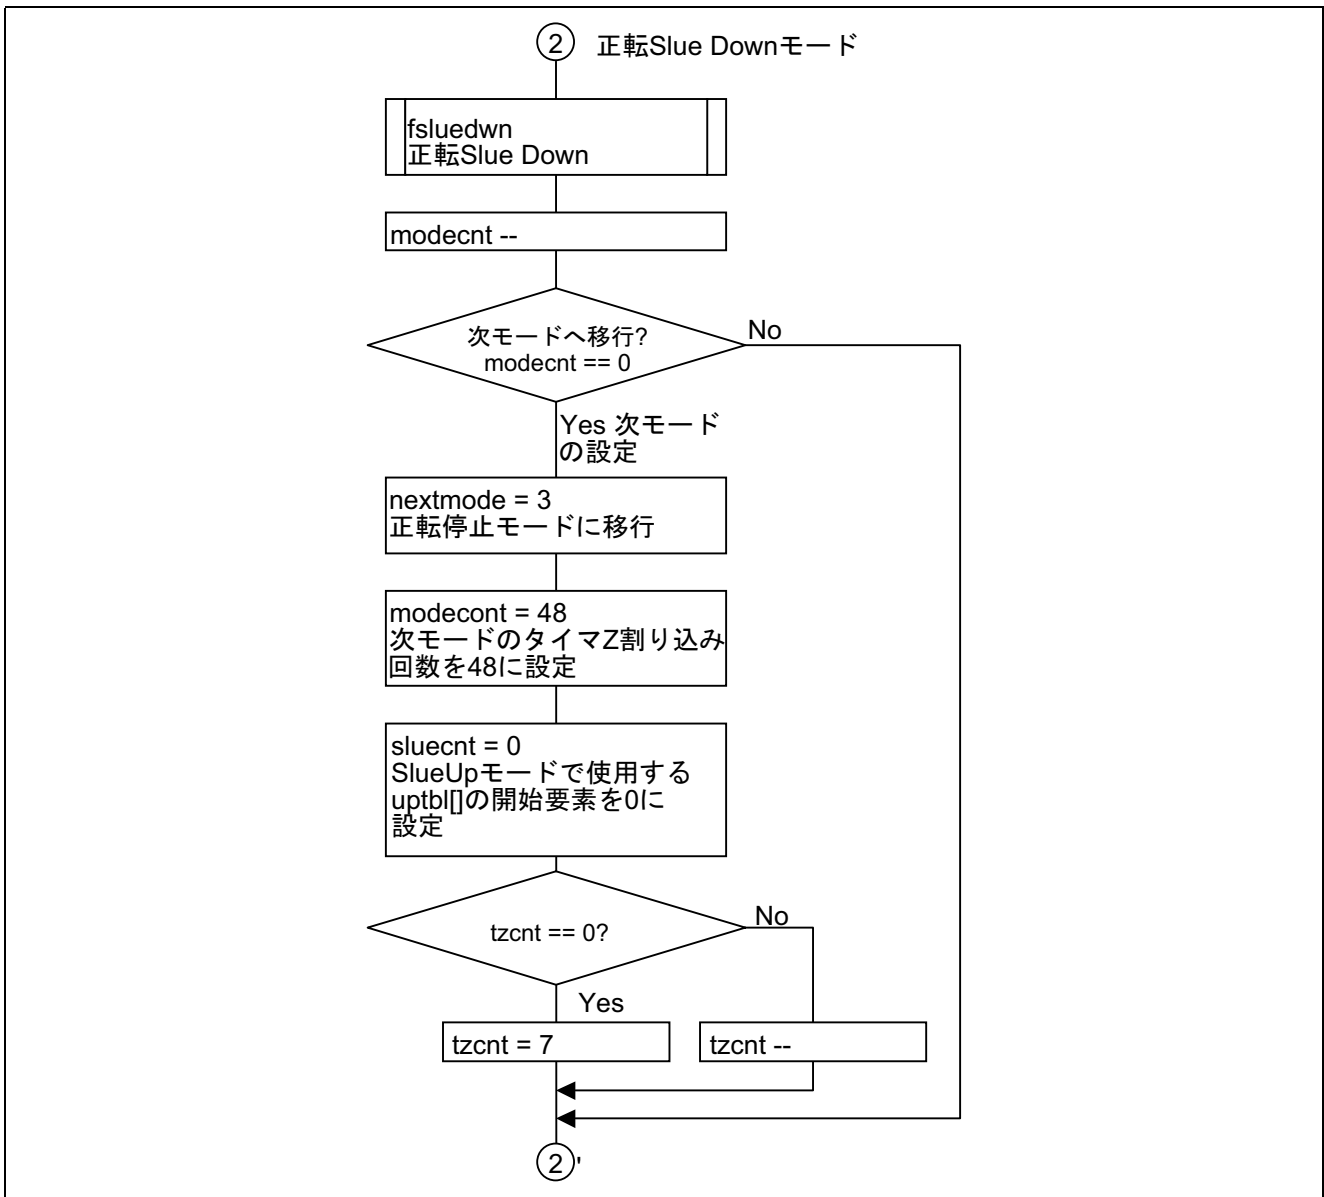 2 正転Slue Downモード
fsluedwn
正転Slue Down
modecnt --
次モードへ移行?
modecnt == 0
No
Yes 次モード
の設定
nextmode = 3
正転停止モードに移行
modecont = 48
次モードのタイマZ割り込み
回数を48に設定
sluecnt = 0
SlueUpモードで使用する
uptbl[]の開始要素を0に
設定
tzcnt == 0?
No
Yes
tzcnt = 7
tzcnt --
2'